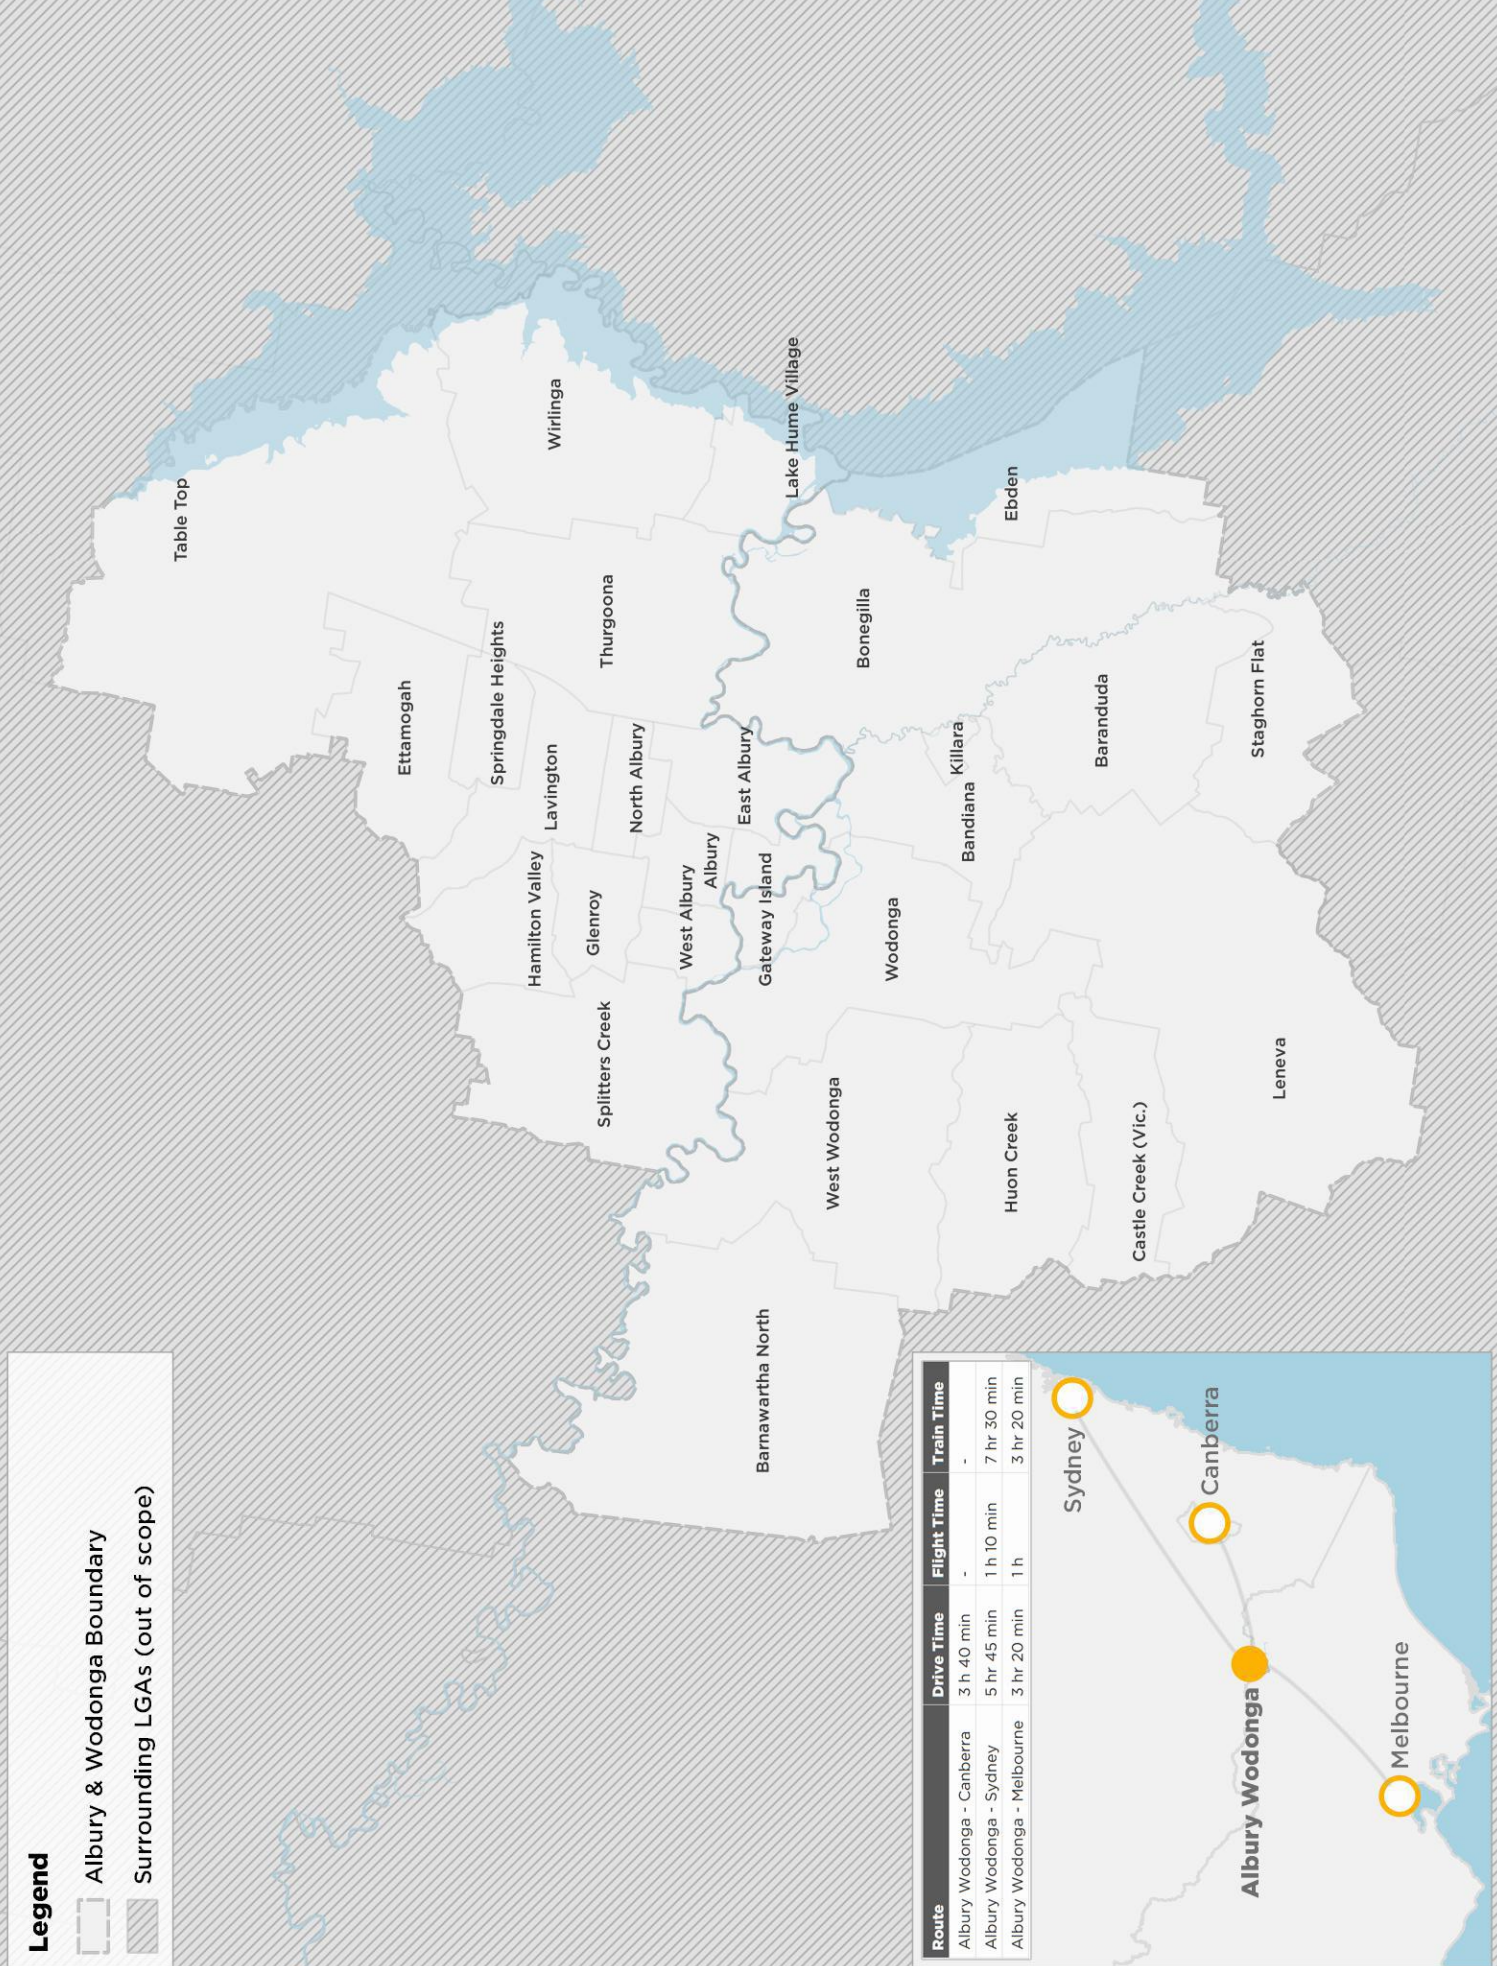 Table Top
Ettamogah
Wirlinga
Springdale Heights
Thurgoona
Lavington
Hamilton Valley
Glenroy
North Albury
Splitters Creek
West Albury
Albury
East Albury
Lake Hume Village
Gateway Island
Barnawartha North
West Wodonga
Wodonga
Bonegilla
Killara
Bandiana
Ebden
Huon Creek
Baranduda
Castle Creek (Vic.)
Leneva
Staghorn Flat
Legend
Albury & Wodonga Boundary
Surrounding LGAs (out of scope)
Route Drive Time Flight Time Train Time
Albury Wodonga - Canberra 3 h 40 min - -
Albury Wodonga - Sydney 5 hr 45 min 1 h 10 min 7 hr 30 min
Albury Wodonga - Melbourne 3 hr 20 min 1 h 3 hr 20 min
Sydney
Canberra
Albury Wodonga
Melbourne